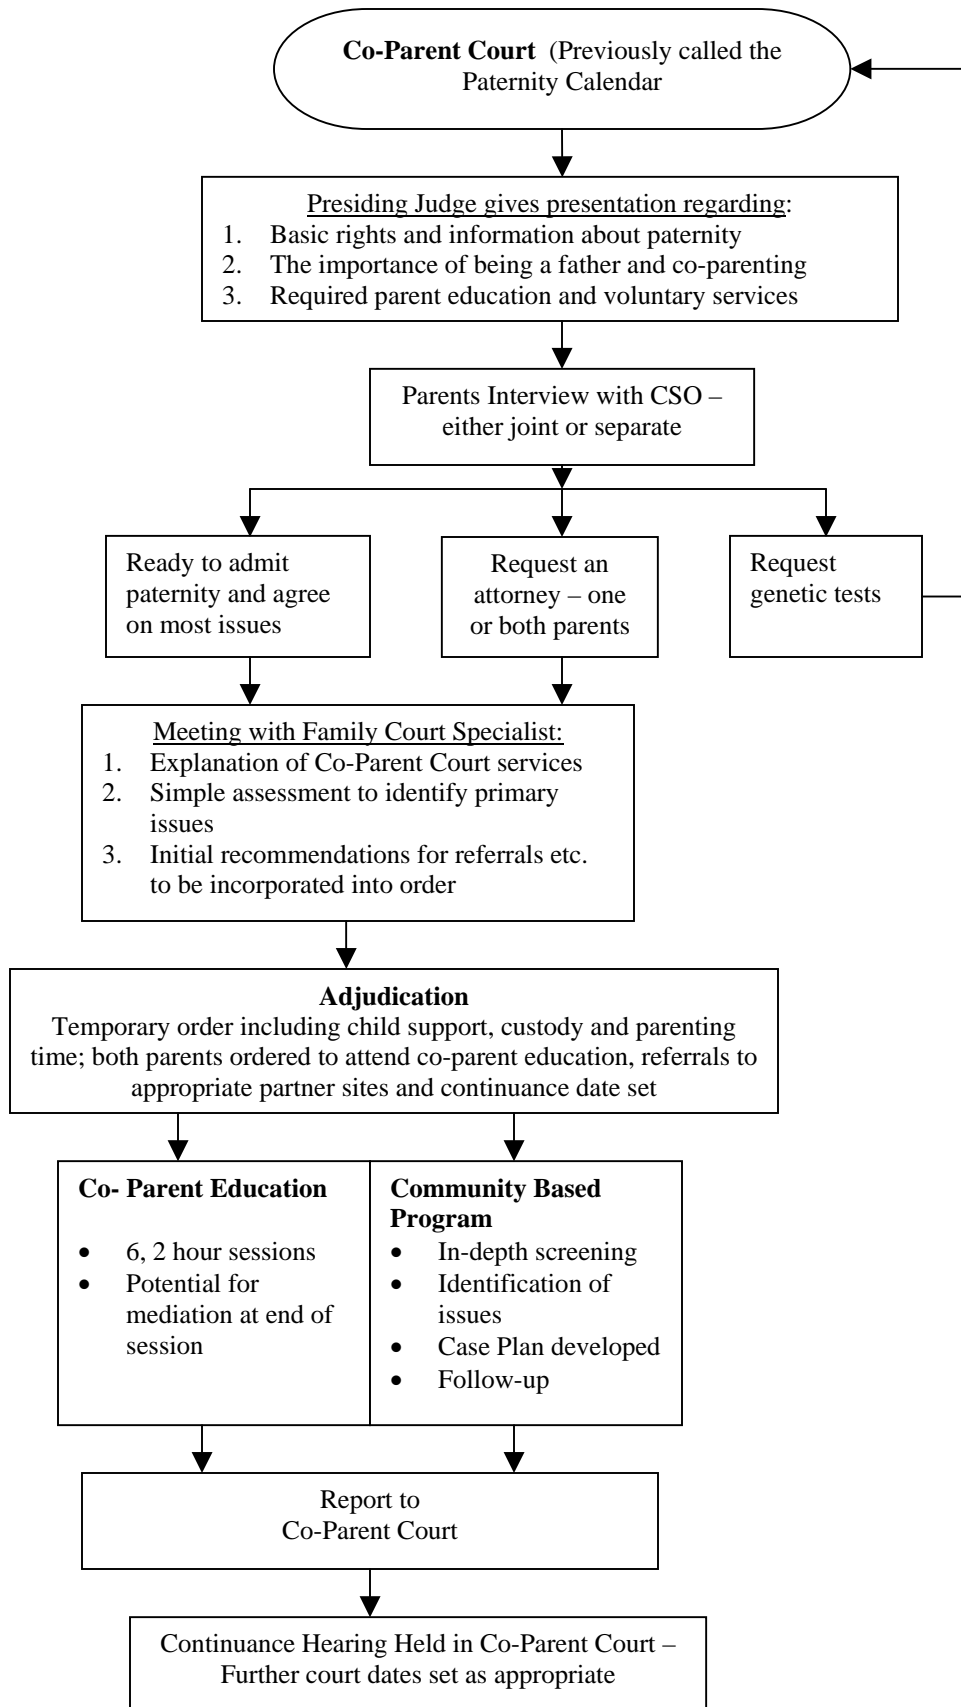 Co-Parent Court (Previously called the
Paternity Calendar
Presiding Judge gives presentation regarding:
1. Basic rights and information about paternity
2. The importance of being a father and co-parenting
3. Required parent education and voluntary services
Parents Interview with CSO –
either joint or separate
Ready to admit
paternity and agree
on most issues
Request an
attorney – one
or both parents
Request
genetic tests
Meeting with Family Court Specialist:
1. Explanation of Co-Parent Court services
2. Simple assessment to identify primary
issues
3. Initial recommendations for referrals etc.
to be incorporated into order
Adjudication
Temporary order including child support, custody and parenting
time; both parents ordered to attend co-parent education, referrals to
appropriate partner sites and continuance date set
Co- Parent Education
• 6, 2 hour sessions
• Potential for
mediation at end of
session
Community Based
Program
• In-depth screening
• Identification of
issues
• Case Plan developed
• Follow-up
Report to
Co-Parent Court
Continuance Hearing Held in Co-Parent Court –
Further court dates set as appropriate